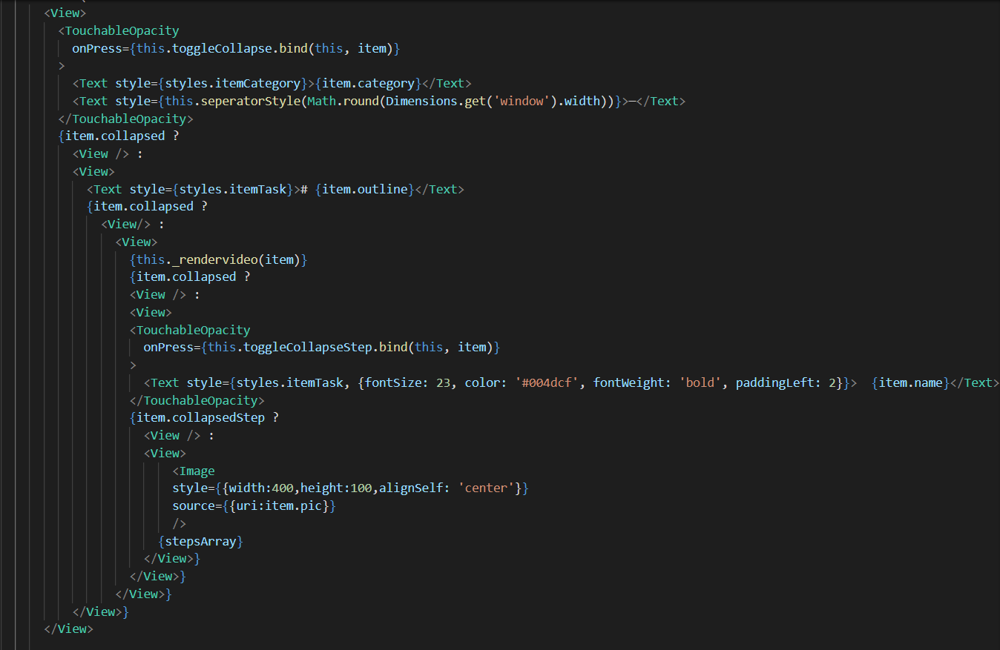 <View>
<TouchableOpacity
onPress={this.toggleCollapse.bind(this, item)}
>
<Text style={styles.itemCategory}>{item.category}</Text>
<Text style={this.seperatorStyle(Math.round(Dimensions.get('window').width))}>—</Text>
</TouchableOpacity>
{item.collapsed ?
<View /> :
<View>
<Text style={styles.itemTask}># {item.outline}</Text>
{item.collapsed ?
<View/> :
<View>
{this._rendervideo(item)}
{item.collapsed ?
<View /> :
<View>
<TouchableOpacity
onPress={this.toggleCollapseStep.bind(this, item)}
>
<Text style={styles.itemTask, {fontSize: 23, color: '#004dcf', fontWeight: 'bold', paddingLeft: 2}}>  {item.name}</Text>
</TouchableOpacity>
{item.collapsedStep ?
<View /> :
<View>
<Image
style={{width:400,height:100,alignSelf: 'center'}}
source={{uri:item.pic}}
/>
{stepsArray}
</View>}
</View>}
</View>}
</View>}
</View>